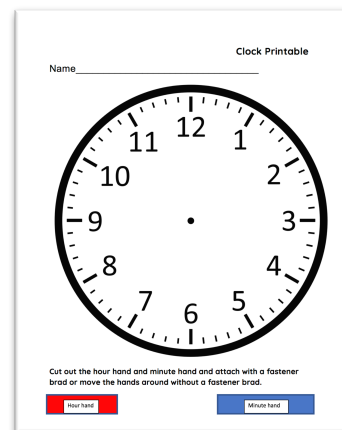 Clock Printable
Name
12
11
1
10
2
9
3
8
4
7
5
6
Cut out the hour hand and minute hand and attach with a fastener
brad or move the hands around without a fastener brad.
Hour hand
Minute hand